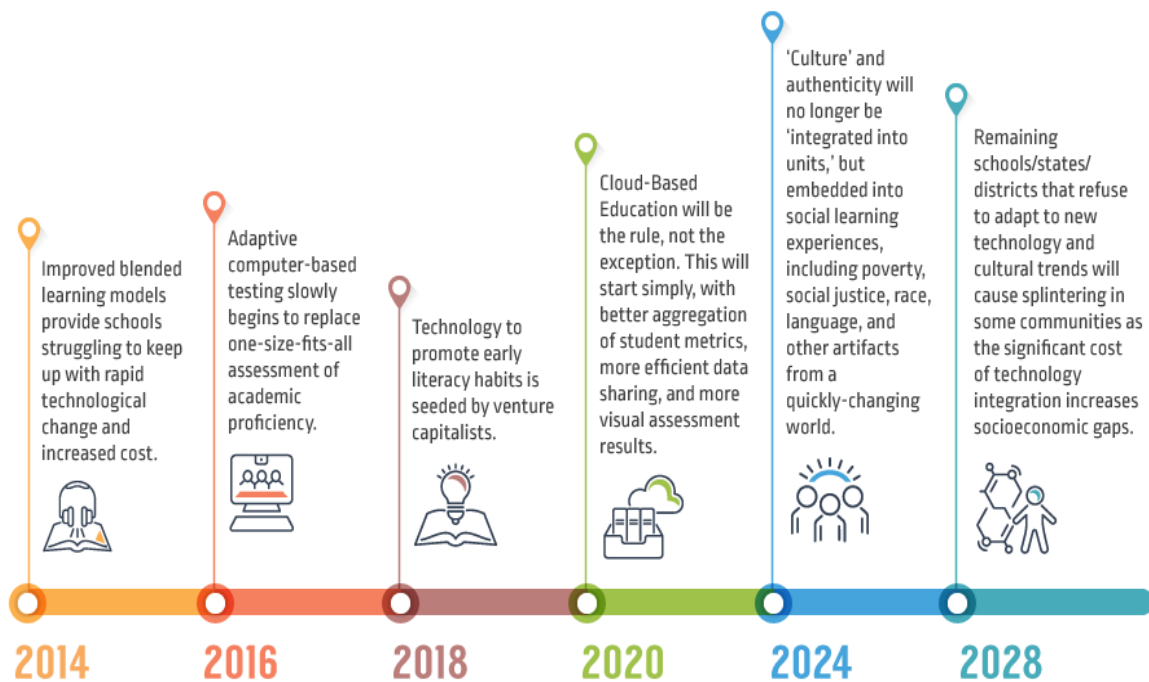 Improved blended
learning models
provide schools
struggling to keep
up with rapid
technological
change and
increased cost.
2014
Adaptive
computer-based
testing slowly
begins to replace
one-size-fits-all
assessment of
academic
proficiency.
2016
Technology to
promote early
literacy habits is
seeded by venture
capitalists.
2018
Cloud-Based
Education will be
the rule, not the
exception. This will
start simply, with
better aggregation
of student metrics,
more efficient data
sharing, and more
visual assessment
results.
2020
‘Culture’ and
authenticity will
no longer be
‘integrated into
units,’ but
embedded into
social learning
experiences,
including poverty,
social justice, race,
language, and
other artifacts
from a
quickly-changing
world.
2024
Remaining
schools/states/
districts that refuse
to adapt to new
technology and
cultural trends will
cause splintering in
some communities as
the significant cost
of technology
integration increases
socioeconomic gaps.
2028